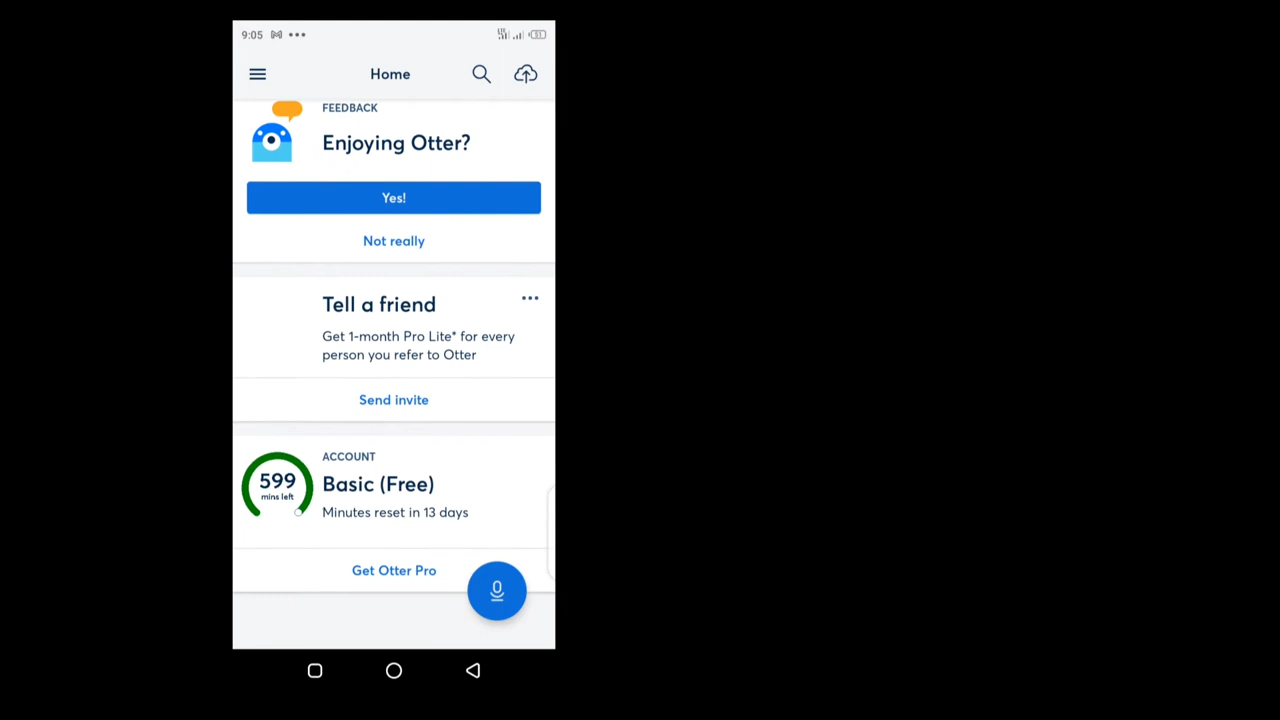 9:05
Home
FEEDBACK
Enjoying Otter?
Yes!
Not really
Tell a friend
Get 1-month Pro Lite* for every
person you refer to Otter
Send invite
599
mins left
ACCOUNT
Basic (Free)
Minutes reset in 13 days
Get Otter Pro